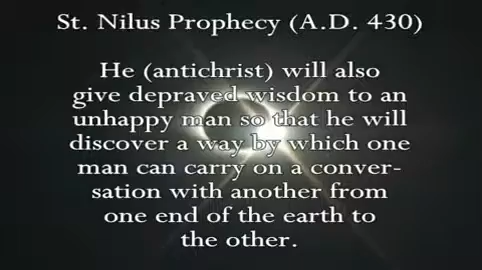 St. Nilus Prophecy (A.D. 430)
He (antichrist) will also
give depraved wisdom to an
unhappy man so that he will
discover a way by which one
man can carry on a conver-
sation with another from
one end of the earth to
the other.